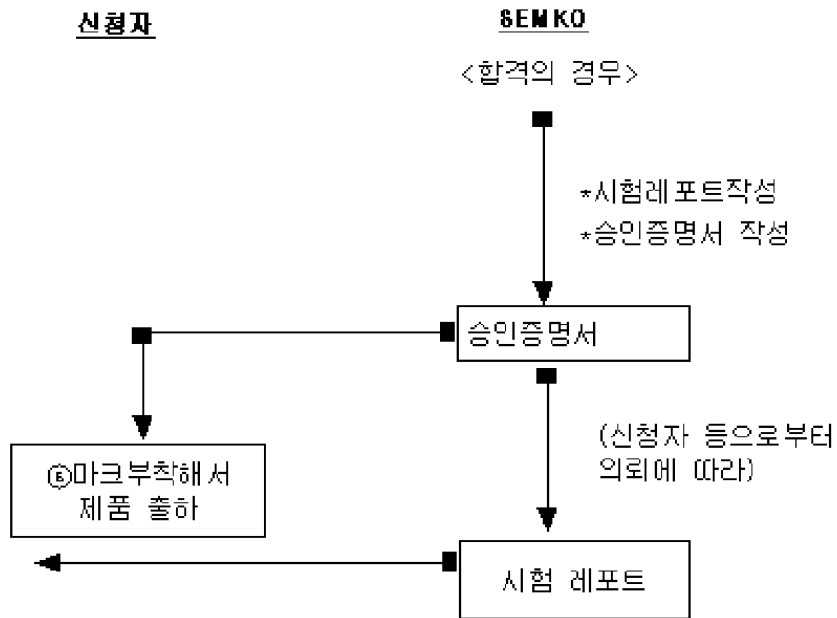 신청자
SEMKO
<합격의 경우>
*시험레포트작성
*승인증명서 작성
승인증명서
(신청자 등으로부터
의뢰에 따라)
Ⓢ마크부착해서
제품 출하
시험 레포트